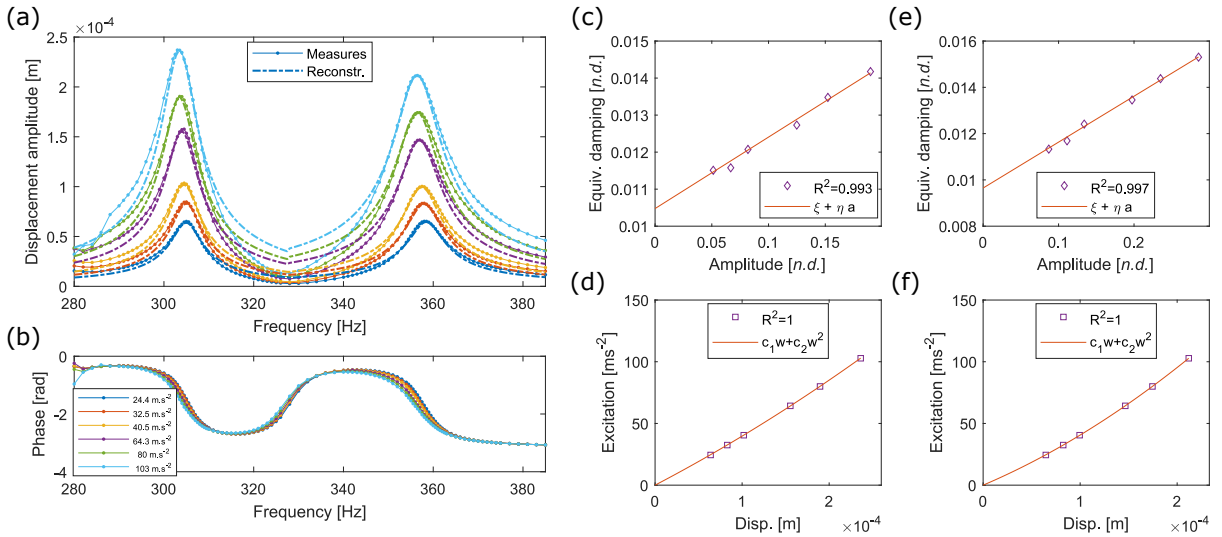 (a)
×10⁻⁴
2.5
2
1.5
1
0.5
0
Displacement amplitude [m]
Measures
Reconstr.
280
300
320
340
360
380
Frequency [Hz]
(b)
0
-2
-4
Phase [rad]
24.4 m.s⁻²
32.5 m.s⁻²
40.5 m.s⁻²
64.3 m.s⁻²
80 m.s⁻²
103 m.s⁻²
280
300
320
340
360
380
Frequency [Hz]
(c)
0.015
0.014
0.013
0.012
0.011
0.01
Equiv. damping [n.d.]
R²=0.993
ξ + η a
0
0.05
0.1
0.15
Amplitude [n.d.]
(d)
150
100
50
0
Excitation [ms⁻²]
R²=1
c₁w+c₂w²
0
1
2
×10⁻⁴
Disp. [m]
(e)
0.016
0.014
0.012
0.01
0.008
Equiv. damping [n.d.]
R²=0.997
ξ + η a
0
0.1
0.2
Amplitude [n.d.]
(f)
150
100
50
0
Excitation [ms⁻²]
R²=1
c₁w+c₂w²
0
1
2
×10⁻⁴
Disp. [m]